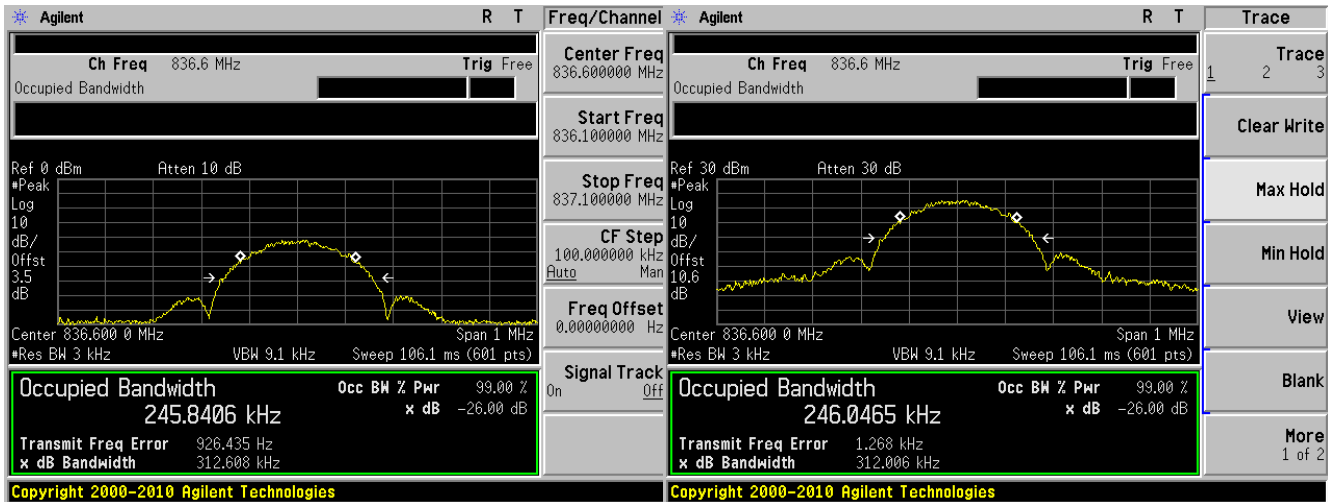 Agilent R T Freq/Channel
Ch Freq 836.6 MHz Trig Free
Occupied Bandwidth
Center Freq
836.600000 MHz
Start Freq
836.100000 MHz
Stop Freq
837.100000 MHz
CF Step
100.000000 kHz
Auto Man
Freq Offset
0.00000000 Hz
Signal Track
On Off
Ref 0 dBm Atten 10 dB
#Peak
Log
10
dB/
Offst
3.5
dB
Center 836.600 0 MHz Span 1 MHz
#Res BW 3 kHz VBW 9.1 kHz Sweep 106.1 ms (601 pts)
Occupied Bandwidth Occ BW % Pwr 99.00 %
245.8406 kHz x dB -26.00 dB
Transmit Freq Error 926.435 Hz
x dB Bandwidth 312.608 kHz
Copyright 2000-2010 Agilent Technologies
Agilent R T Trace
Ch Freq 836.6 MHz Trig Free
Occupied Bandwidth
Trace
1 2 3
Clear Write
Max Hold
Min Hold
View
Blank
More
1 of 2
Ref 30 dBm Atten 30 dB
#Peak
Log
10
dB/
Offst
10.6
dB
Center 836.600 0 MHz Span 1 MHz
#Res BW 3 kHz VBW 9.1 kHz Sweep 106.1 ms (601 pts)
Occupied Bandwidth Occ BW % Pwr 99.00 %
246.0465 kHz x dB -26.00 dB
Transmit Freq Error 1.268 kHz
x dB Bandwidth 312.006 kHz
Copyright 2000-2010 Agilent Technologies